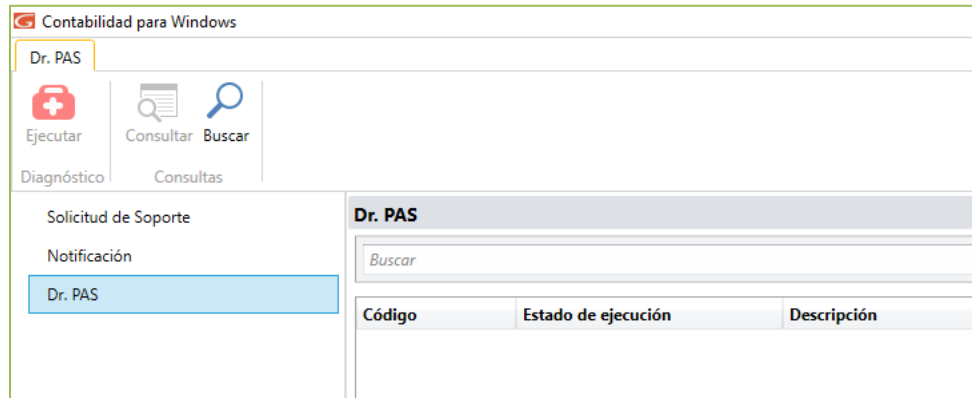 Contabilidad para Windows
Dr. PAS
Ejecutar
Consultar Buscar
Diagnóstico
Consultas
Solicitud de Soporte
Notificación
Dr. PAS
Dr. PAS
Buscar
Código Estado de ejecución Descripción